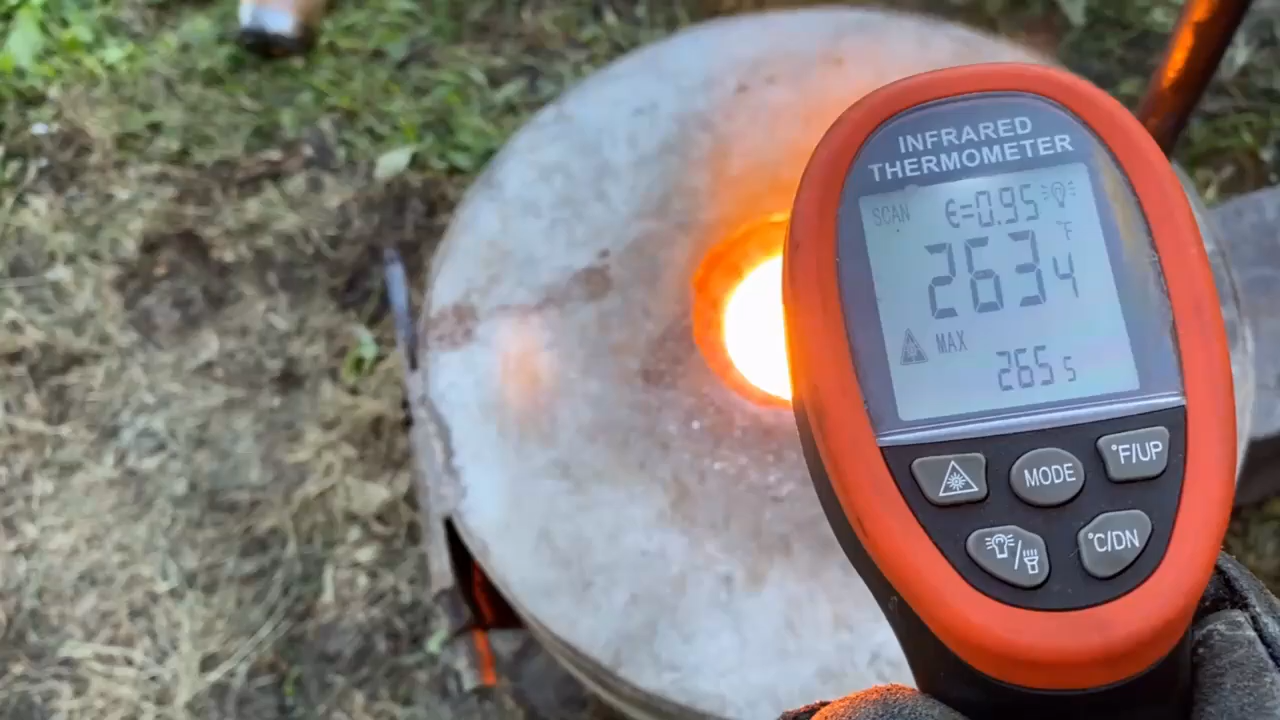 INFRARED
THERMOMETER
SCAN €=0.95
°F
2634
MAX
2655
MODE
°F/UP
°C/DN